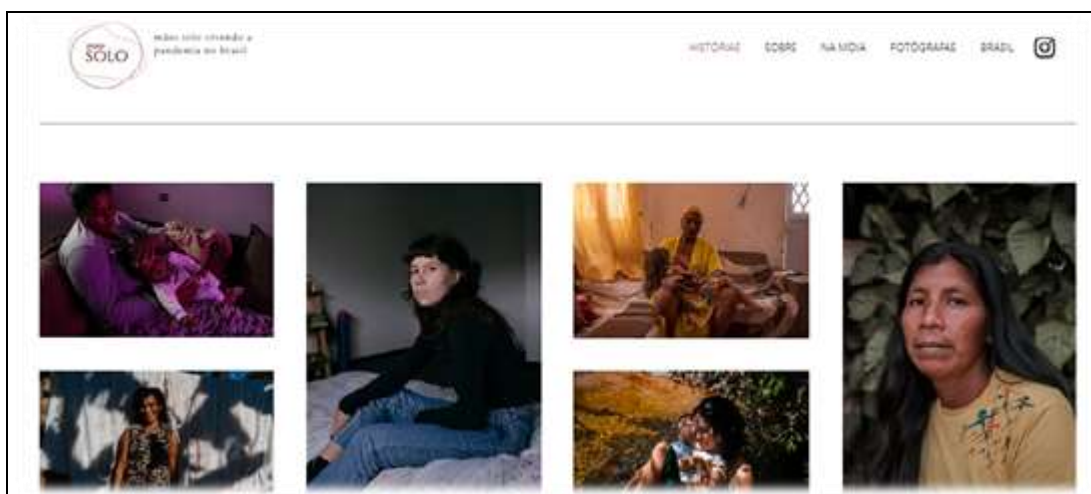 SOLO
mães solo vivendo a
pandemia no brasil
HISTÓRIAS SOBRE NA MÍDIA FOTÓGRAFAS BRASIL